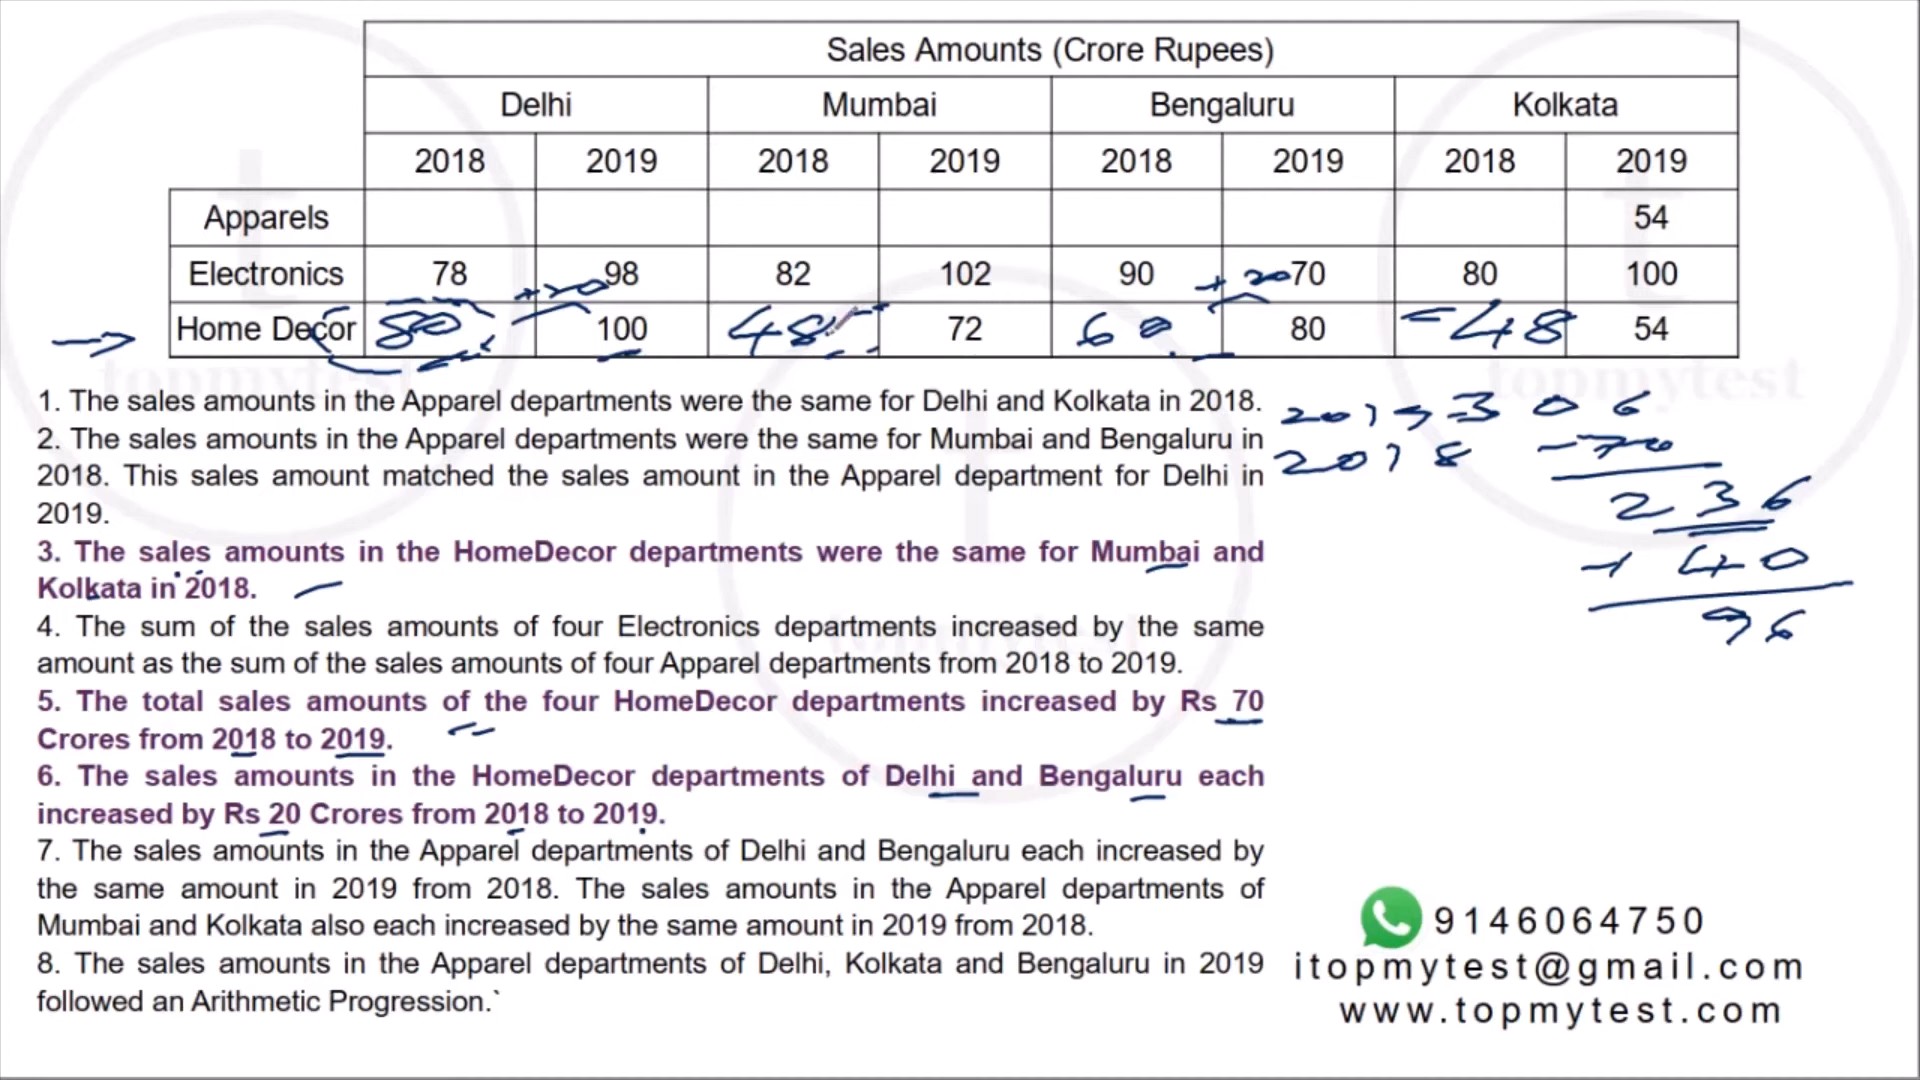 Sales Amounts (Crore Rupees)
Delhi Mumbai Bengaluru Kolkata
2018 2019 2018 2019 2018 2019 2018 2019
Apparels 54
Electronics 78 98 82 102 90 70 80 100
+20 +20
Home Decor 80 100 48 72 60 80 = 48 54
topmytest topmytest
1. The sales amounts in the Apparel departments were the same for Delhi and Kolkata in 2018.
2. The sales amounts in the Apparel departments were the same for Mumbai and Bengaluru in
2018. This sales amount matched the sales amount in the Apparel department for Delhi in
2019.
3. The sales amounts in the HomeDecor departments were the same for Mumbai and
Kolkata in 2018.
4. The sum of the sales amounts of four Electronics departments increased by the same
amount as the sum of the sales amounts of four Apparel departments from 2018 to 2019.
5. The total sales amounts of the four HomeDecor departments increased by Rs 70
Crores from 2018 to 2019.
6. The sales amounts in the HomeDecor departments of Delhi and Bengaluru each
increased by Rs 20 Crores from 2018 to 2019.
7. The sales amounts in the Apparel departments of Delhi and Bengaluru each increased by
the same amount in 2019 from 2018. The sales amounts in the Apparel departments of
Mumbai and Kolkata also each increased by the same amount in 2019 from 2018.
8. The sales amounts in the Apparel departments of Delhi, Kolkata and Bengaluru in 2019
followed an Arithmetic Progression.`
306
2018 -70
236
40
96
9146064750
itopmytest@gmail.com
www.topmytest.com